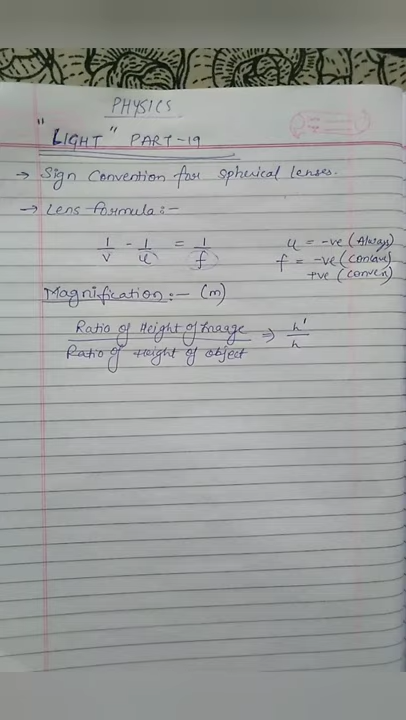 PHYSICS
"LIGHT" PART-19
→ Sign Convention for Spherical lenses.
→ Lens formula:-
1/v - 1/u = 1/f
u = -ve (Always)
f = -ve (Concave)
+ve (convex)
Magnification:- (m)
Ratio of Height of Image
Ratio of Height of object
⇒ h'/h